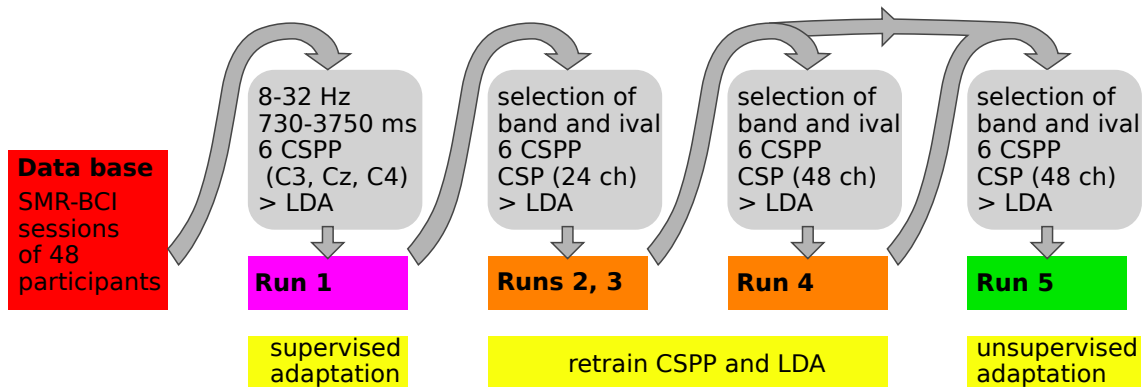 Data base
SMR-BCI
sessions
of 48
participants
8-32 Hz
730-3750 ms
6 CSPP
(C3, Cz, C4)
> LDA
Run 1
supervised
adaptation
selection of
band and ival
6 CSPP
CSP (24 ch)
> LDA
Runs 2, 3
selection of
band and ival
6 CSPP
CSP (48 ch)
> LDA
Run 4
retrain CSPP and LDA
selection of
band and ival
6 CSPP
CSP (48 ch)
> LDA
Run 5
unsupervised
adaptation